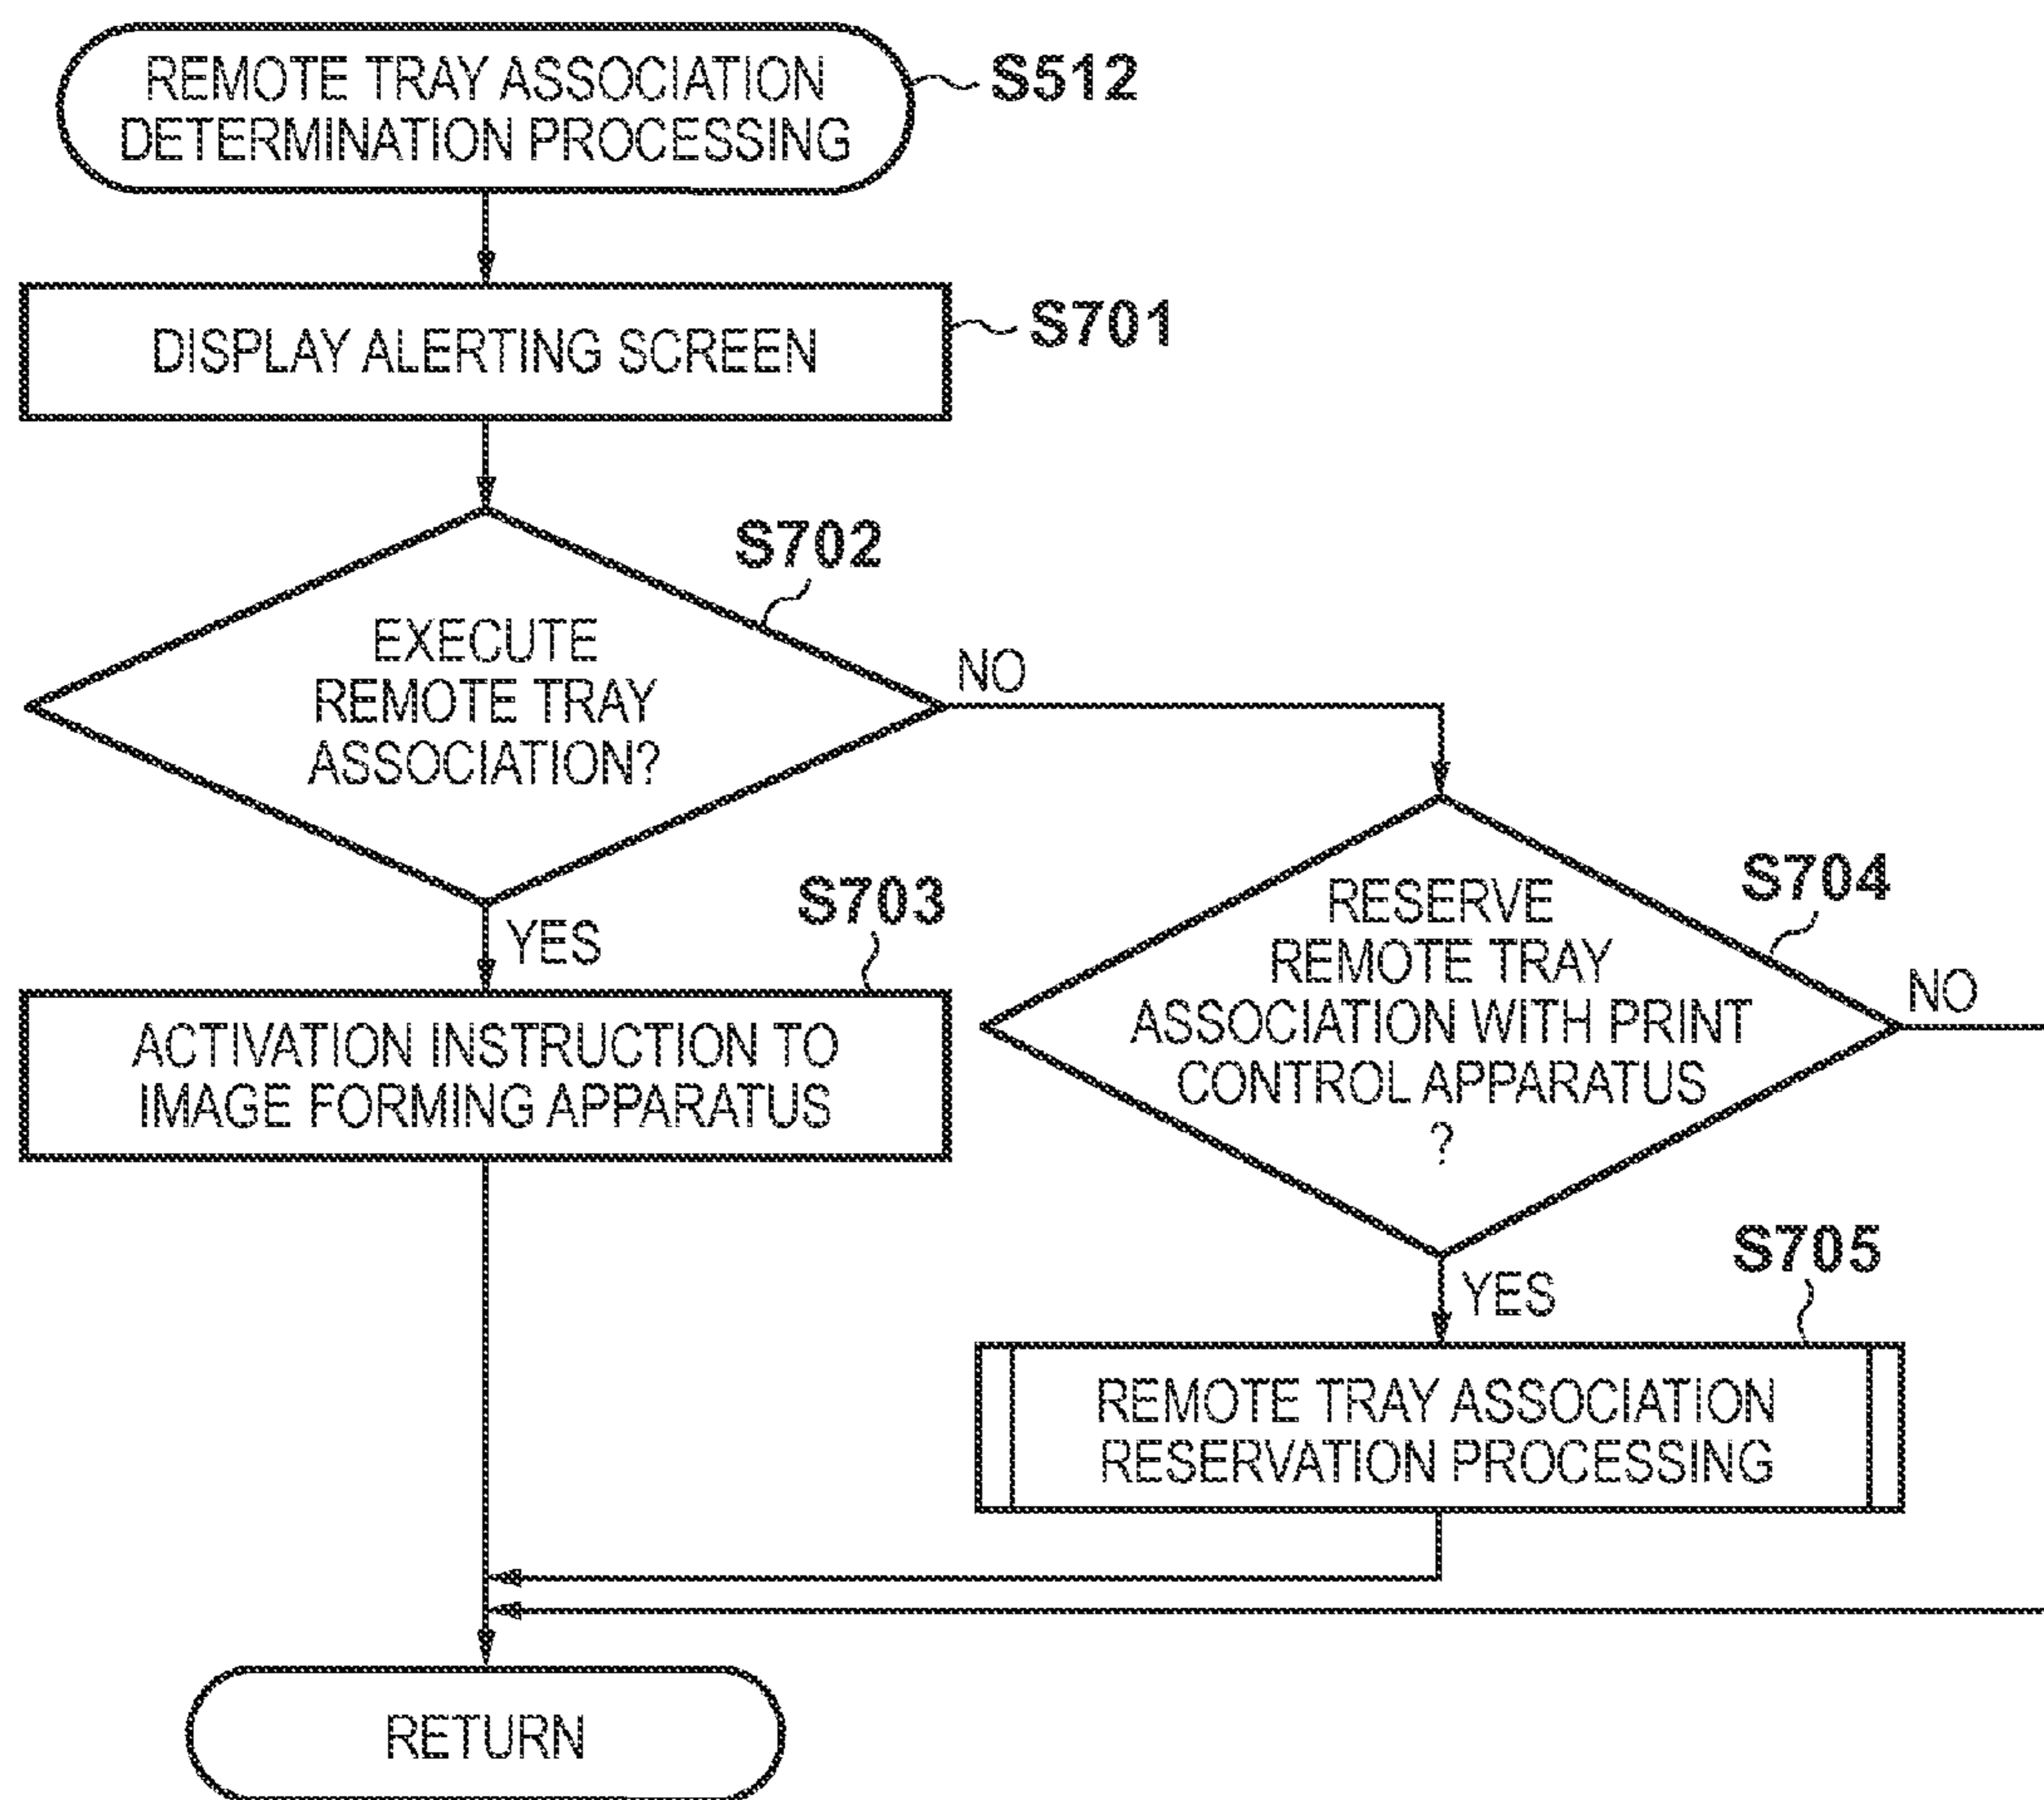 REMOTE TRAY ASSOCIATION
DETERMINATION PROCESSING
S512
DISPLAY ALERTING SCREEN
S701
S702
EXECUTE
REMOTE TRAY
ASSOCIATION?
NO
YES
S703
ACTIVATION INSTRUCTION TO
IMAGE FORMING APPARATUS
S704
RESERVE
REMOTE TRAY
ASSOCIATION WITH PRINT
CONTROL APPARATUS
?
NO
YES
S705
REMOTE TRAY ASSOCIATION
RESERVATION PROCESSING
RETURN